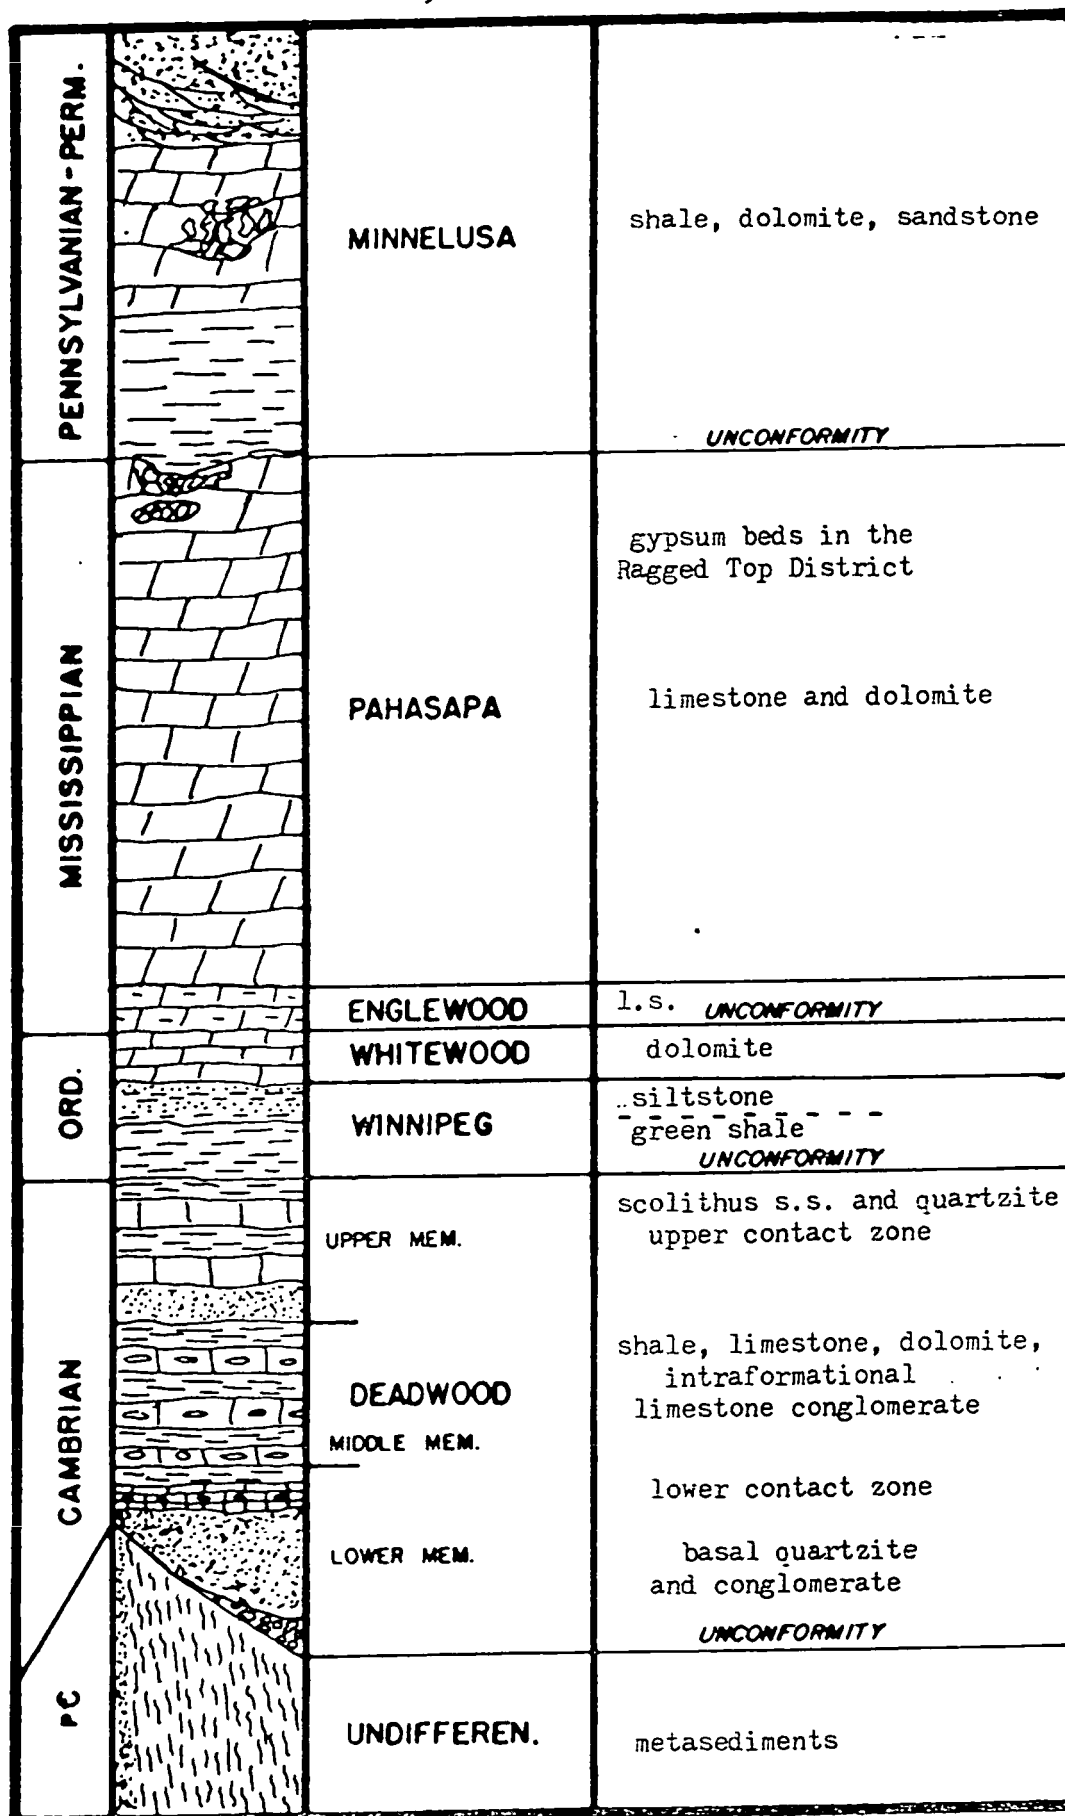 PENNSYLVANIAN-PERM.
MINNELUSA
shale, dolomite, sandstone
UNCONFORMITY
MISSISSIPPIAN
gypsum beds in the
Ragged Top District
PAHASAPA
limestone and dolomite
ENGLEWOOD
l.s. UNCONFORMITY
ORD.
WHITEWOOD
dolomite
WINNIPEG
siltstone
green shale
UNCONFORMITY
CAMBRIAN
UPPER MEM.
scolithus s.s. and quartzite
upper contact zone
DEADWOOD
shale, limestone, dolomite,
intraformational
limestone conglomerate
MIDDLE MEM.
lower contact zone
LOWER MEM.
basal quartzite
and conglomerate
UNCONFORMITY
PЄ
UNDIFFEREN.
metasediments